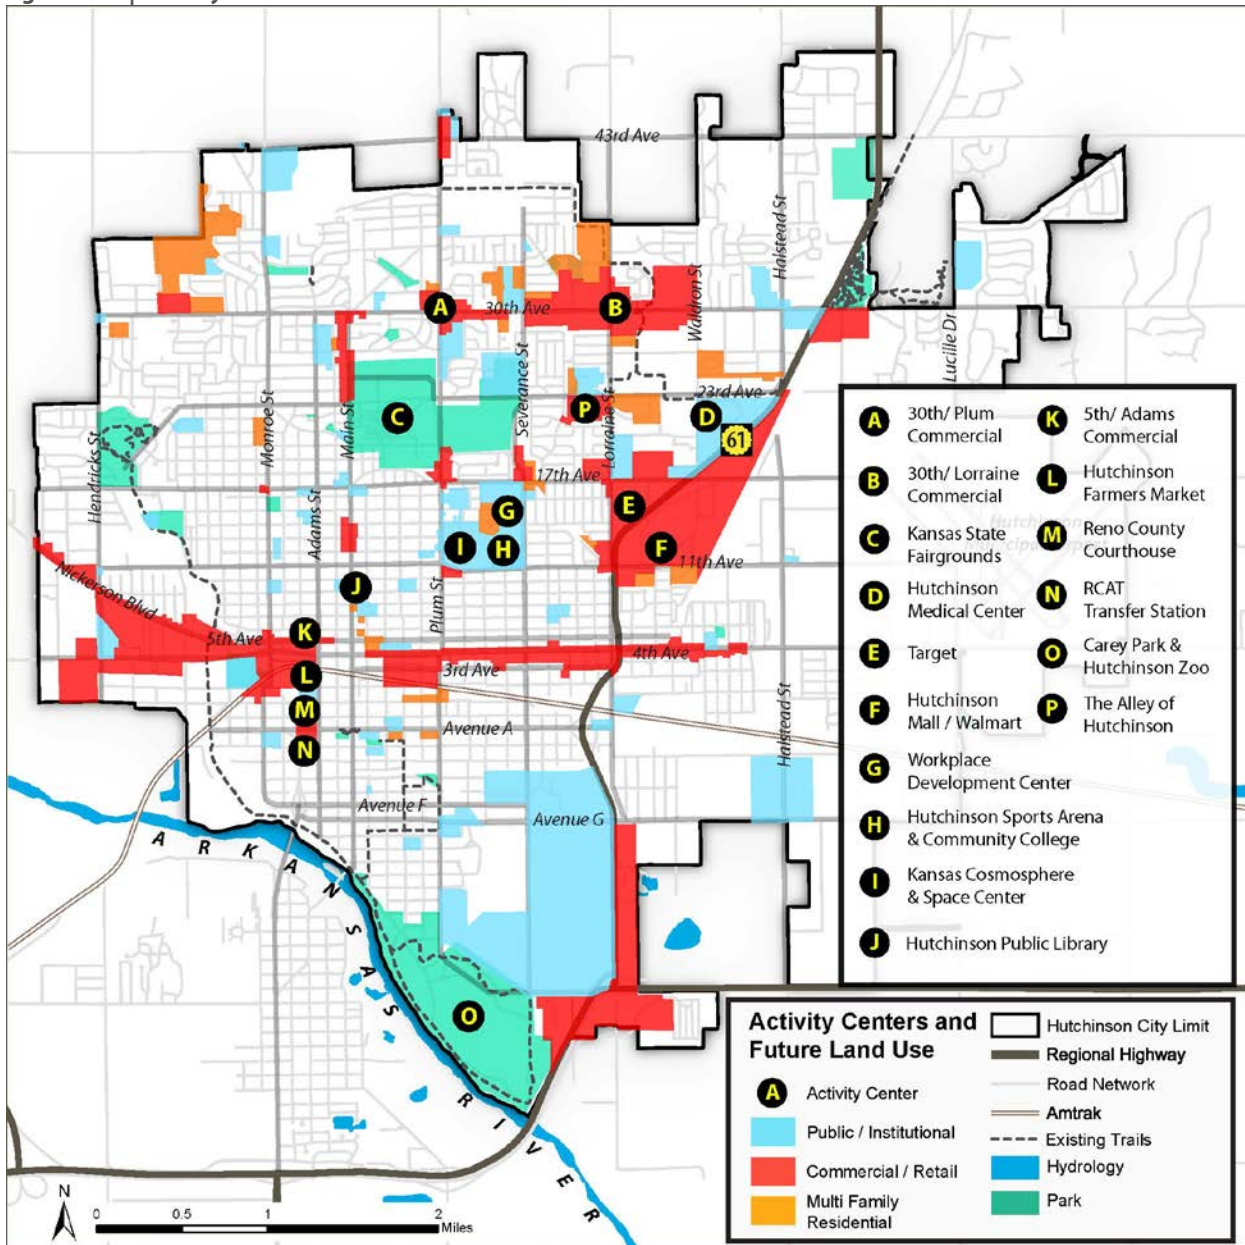 43rd Ave
Halstead St
30th Ave
Waldron St
Lucille Dr
A
B
Severance St
23rd Ave
Monroe St
Main St
C
P
Lorraine St
D
61
Hendricks St
17th Ave
Adams St
G
E
I
H
F
11th Ave
Nickerson Blvd
J
Plum St
5th Ave
K
4th Ave
3rd Ave
L
M
Avenue A
N
Halstead St
Avenue F
Avenue G
ARKANSAS RIVER
O
A 30th/ Plum
Commercial
B 30th/ Lorraine
Commercial
C Kansas State
Fairgrounds
D Hutchinson
Medical Center
E Target
F Hutchinson
Mall / Walmart
G Workplace
Development Center
H Hutchinson Sports Arena
& Community College
I Kansas Cosmosphere
& Space Center
J Hutchinson Public Library
K 5th/ Adams
Commercial
L Hutchinson
Farmers Market
M Reno County
Courthouse
N RCAT
Transfer Station
O Carey Park &
Hutchinson Zoo
P The Alley of
Hutchinson
Activity Centers and
Future Land Use
A Activity Center
Public / Institutional
Commercial / Retail
Multi Family
Residential
Hutchinson City Limit
Regional Highway
Road Network
Amtrak
Existing Trails
Hydrology
Park
N
0 0.5 1 2
Miles